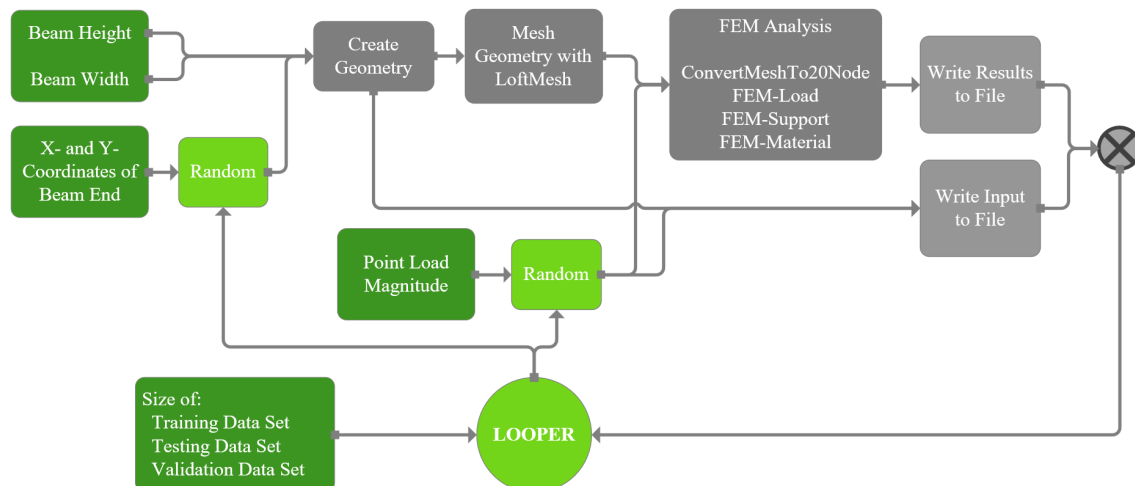 Beam Height
Beam Width
Create
Geometry
Mesh
Geometry with
LoftMesh
FEM Analysis
ConvertMeshTo20Node
FEM-Load
FEM-Support
FEM-Material
Write Results
to File
X- and Y-
Coordinates of
Beam End
Random
Write Input
to File
Point Load
Magnitude
Random
Size of:
Training Data Set
Testing Data Set
Validation Data Set
LOOPER